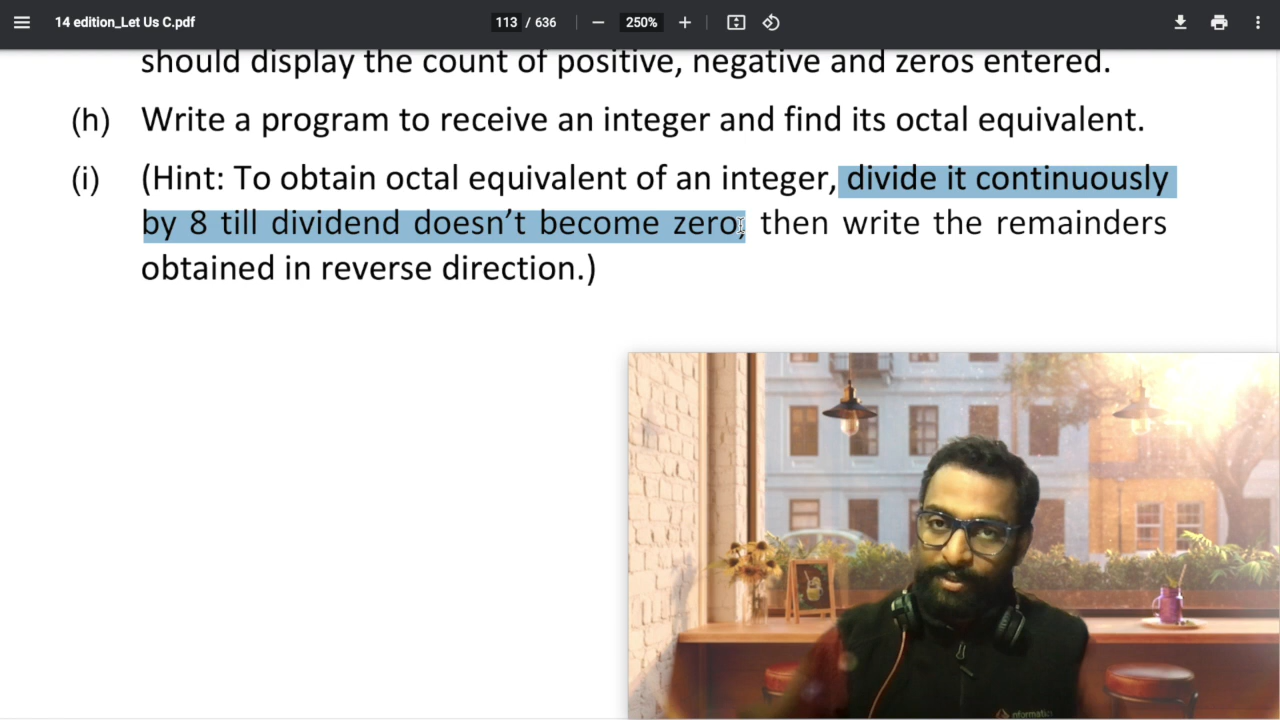 14 edition_Let Us C.pdf
113 / 636
250%
should display the count of positive, negative and zeros entered.
(h) Write a program to receive an integer and find its octal equivalent.
(i) (Hint: To obtain octal equivalent of an integer, divide it continuously
by 8 till dividend doesn't become zero, then write the remainders
obtained in reverse direction.)